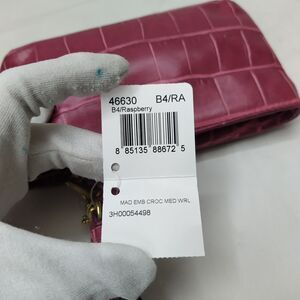 46630 B4/RA
B4/Raspberry
8 85135 88672 5
MAD EMB CROC MED WRL
3H00054498